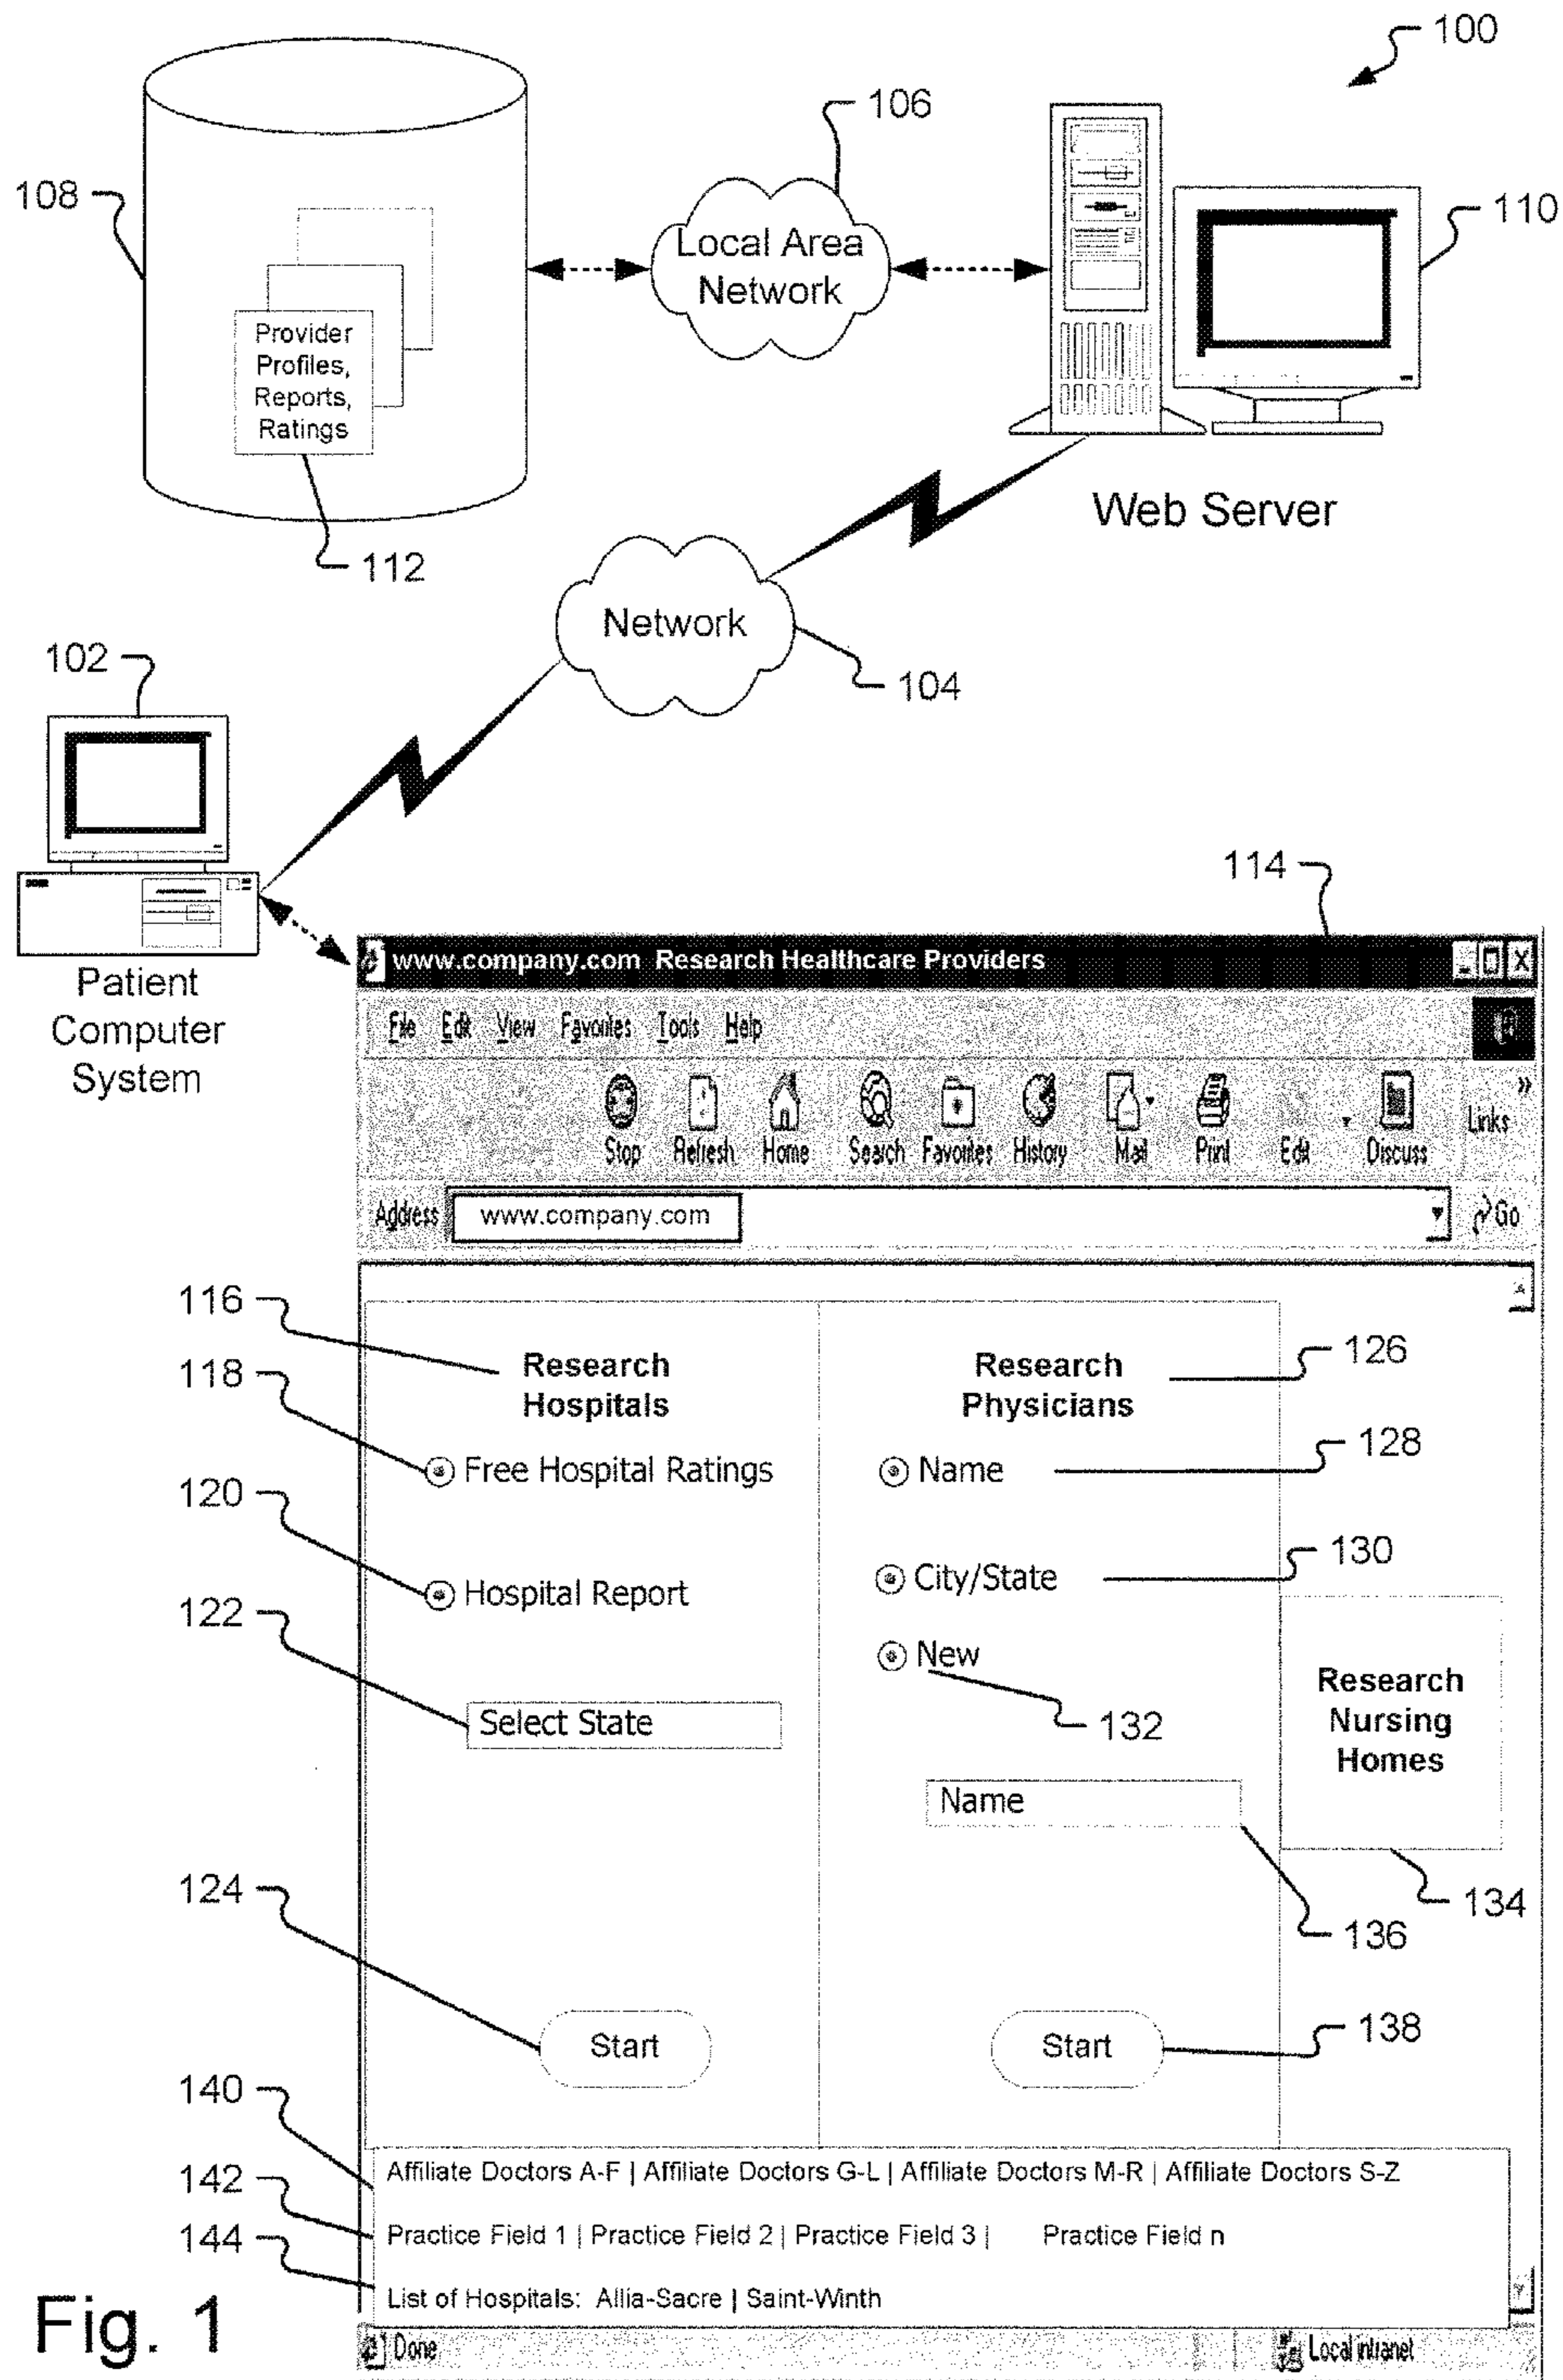 100
106
108
110
Local Area
Network
Provider
Profiles,
Reports,
Ratings
Web Server
112
Network
102
104
114
Patient
Computer
System
www.company.com Research Healthcare Providers
File Edit View Favorites Tools Help
Stop Refresh Home Search Favorites History Mail Print Edit Discuss Links »
Address www.company.com Go
116
Research
Hospitals
Research
Physicians
126
118
Free Hospital Ratings
Name
128
120
Hospital Report
City/State
130
122
New
Select State
132
Research
Nursing
Homes
Name
124
134
136
Start
Start
138
140
Affiliate Doctors A-F | Affiliate Doctors G-L | Affiliate Doctors M-R | Affiliate Doctors S-Z
142
Practice Field 1 | Practice Field 2 | Practice Field 3 | Practice Field n
144
List of Hospitals: Allia-Sacre | Saint-Winth
Fig. 1
Done
Local intranet